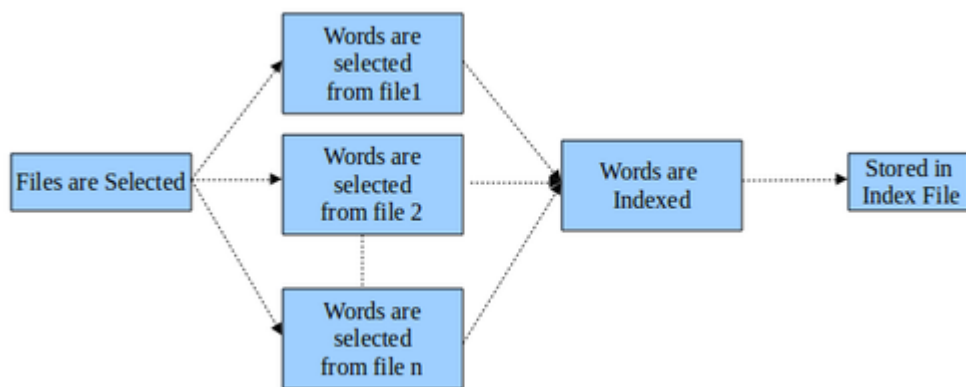 Files are Selected
Words are
selected
from file1
Words are
selected
from file 2
Words are
selected
from file n
Words are
Indexed
Stored in
Index File